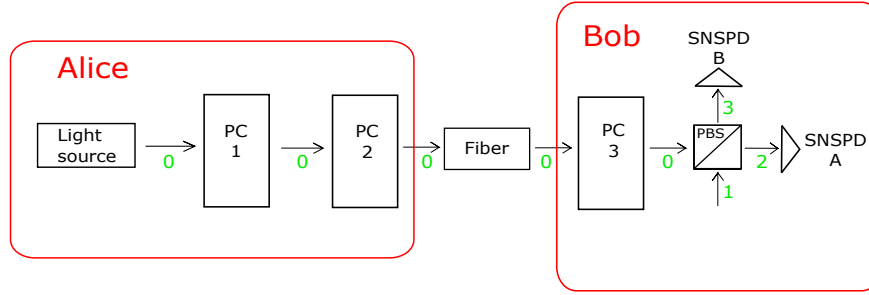 Alice
Light
source
0
PC
1
0
PC
2
0
Fiber
0
Bob
PC
3
0
PBS
1
2
3
SNSPD
B
SNSPD
A